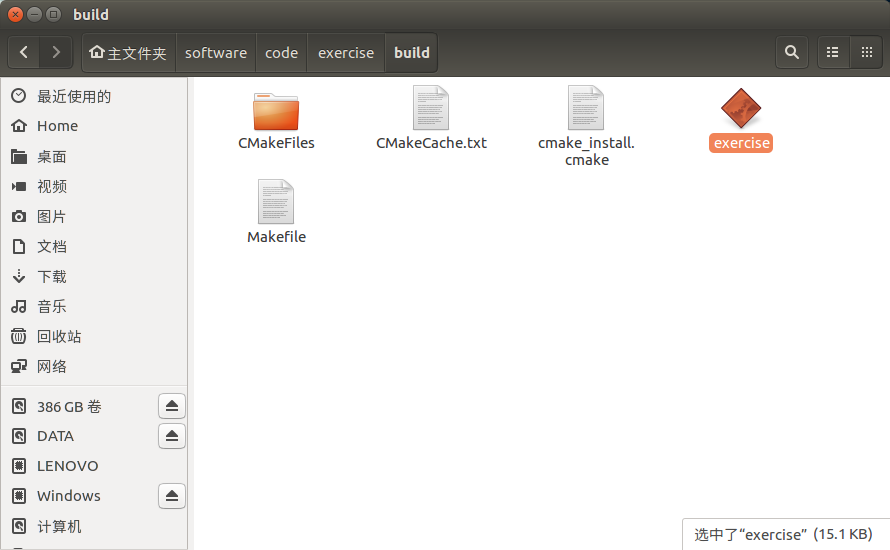 build
主文件夹 software code exercise build
最近使用的
Home
桌面
视频
图片
文档
下载
音乐
回收站
网络
386 GB 卷
DATA
LENOVO
Windows
计算机
CMakeFiles
CMakeCache.txt
cmake_install.
cmake
exercise
Makefile
选中了“exercise” (15.1 KB)